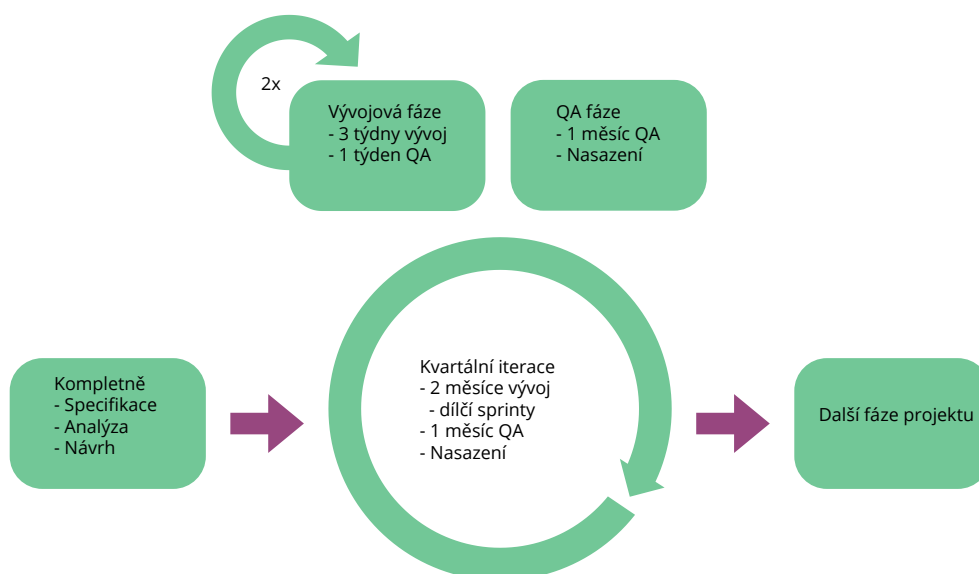 2x
Vývojová fáze
- 3 týdny vývoj
- 1 týden QA
QA fáze
- 1 měsíc QA
- Nasazení
Kompletně
- Specifikace
- Analýza
- Návrh
Kvartální iterace
- 2 měsíce vývoj
- dílčí sprinty
- 1 měsíc QA
- Nasazení
Další fáze projektu